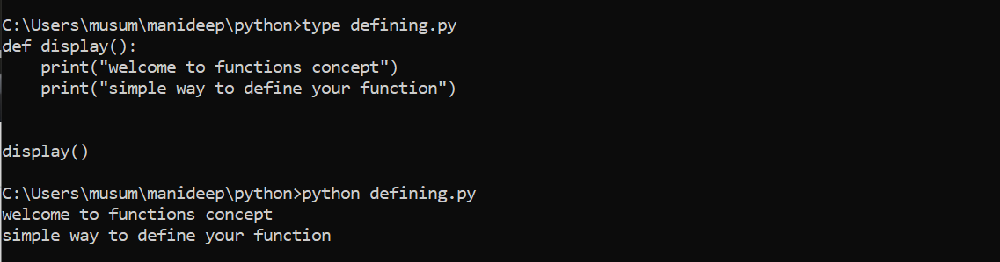 C:\Users\musum\manideep\python>type defining.py
def display():
    print("welcome to functions concept")
    print("simple way to define your function")
display()
C:\Users\musum\manideep\python>python defining.py
welcome to functions concept
simple way to define your function